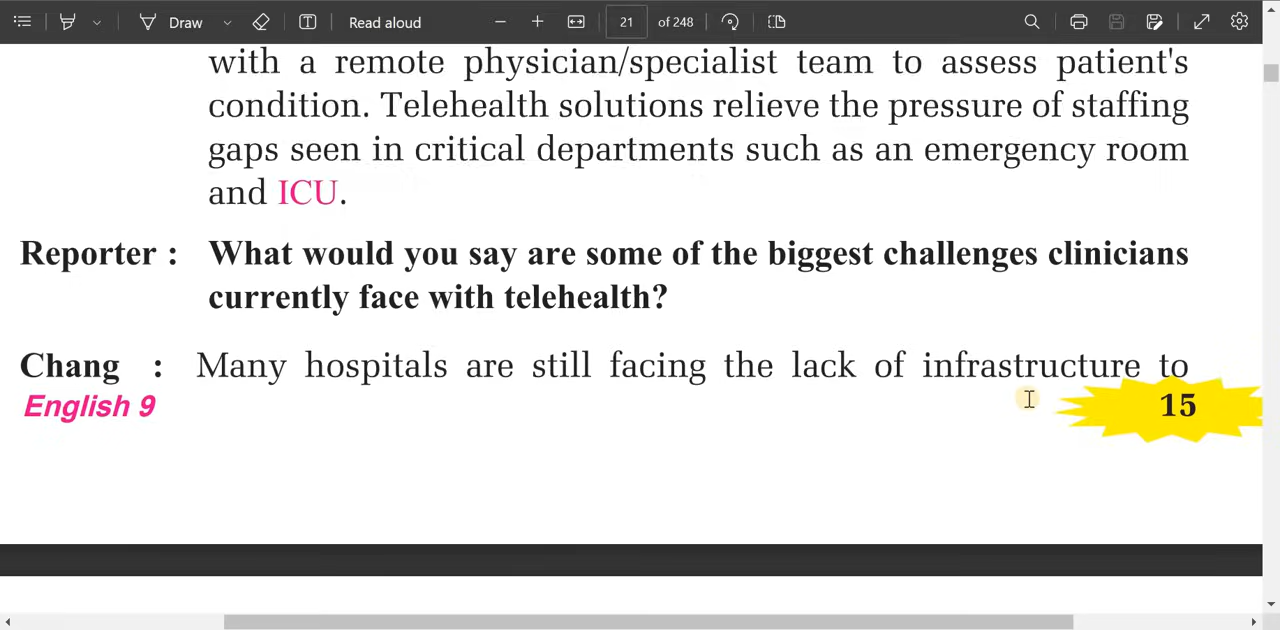 Draw
Read aloud
21
of 248
with a remote physician/specialist team to assess patient's
condition. Telehealth solutions relieve the pressure of staffing
gaps seen in critical departments such as an emergency room
and ICU.
Reporter : What would you say are some of the biggest challenges clinicians
currently face with telehealth?
Chang : Many hospitals are still facing the lack of infrastructure to
English 9
15